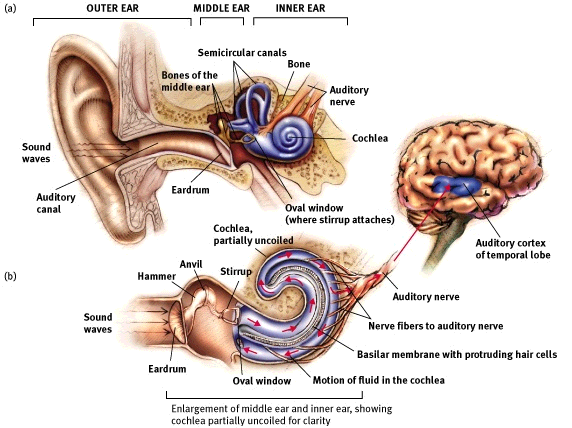 (a)
OUTER EAR
MIDDLE EAR
INNER EAR
Semicircular canals
Bones of the
middle ear
Bone
Auditory
nerve
Cochlea
Sound
waves
Auditory
canal
Eardrum
Oval window
(where stirrup attaches)
Auditory cortex
of temporal lobe
(b)
Cochlea,
partially uncoiled
Anvil
Hammer
Stirrup
Auditory nerve
Sound
waves
Nerve fibers to auditory nerve
Basilar membrane with protruding hair cells
Eardrum
Oval window
Motion of fluid in the cochlea
Enlargement of middle ear and inner ear, showing
cochlea partially uncoiled for clarity